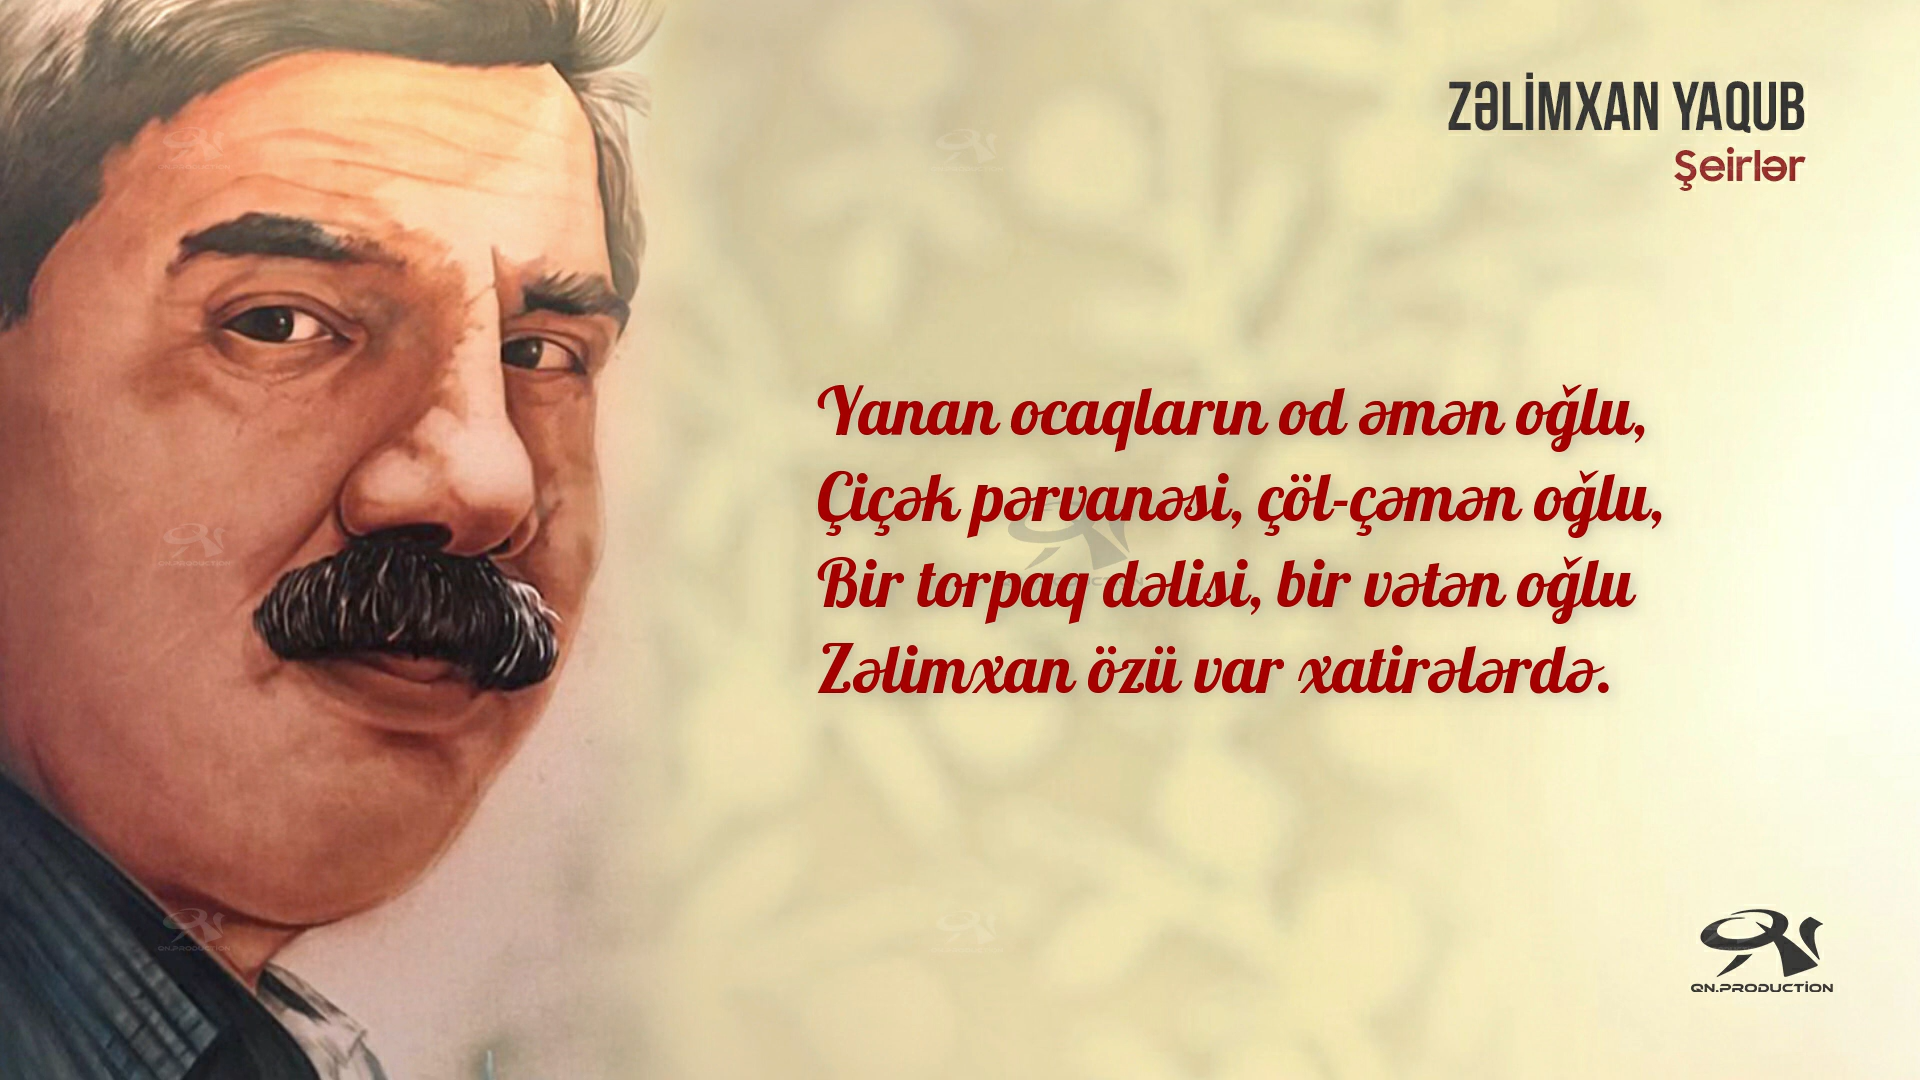 ZƏLİMXAN YAQUB
Şeirlər
Yanan ocaqların od əmən oğlu,
Çiçək pərvanəsi, çöl-çəmən oğlu,
Bir torpaq dəlisi, bir vətən oğlu
Zəlimxan özü var xatirələrdə.
QN.PRODUCTİON